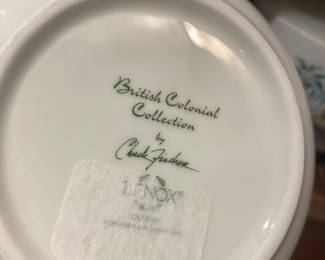 British Colonial
Collection
by
Chuck Fischer
LENOX